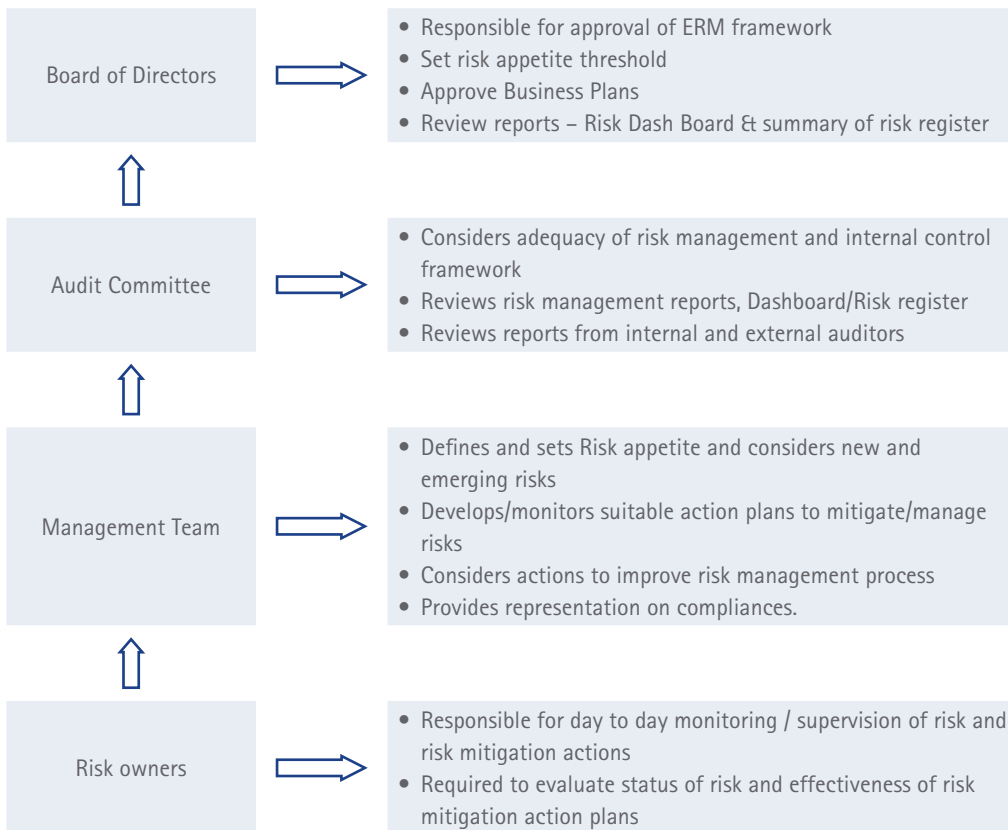 Board of Directors
• Responsible for approval of ERM framework
• Set risk appetite threshold
• Approve Business Plans
• Review reports – Risk Dash Board & summary of risk register
Audit Committee
• Considers adequacy of risk management and internal control
framework
• Reviews risk management reports, Dashboard/Risk register
• Reviews reports from internal and external auditors
Management Team
• Defines and sets Risk appetite and considers new and
emerging risks
• Develops/monitors suitable action plans to mitigate/manage
risks
• Considers actions to improve risk management process
• Provides representation on compliances.
Risk owners
• Responsible for day to day monitoring / supervision of risk and
risk mitigation actions
• Required to evaluate status of risk and effectiveness of risk
mitigation action plans